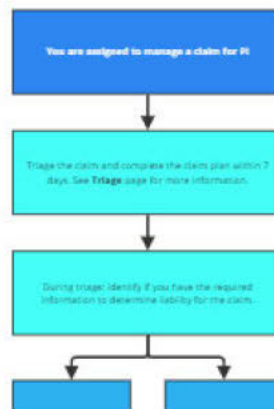 You are assigned to manage a claim for PI
Triage the claim and complete the claim plan within 7
days. See Triage page for more information.
During triage: Identify if you have the required
information to determine liability for the claim.